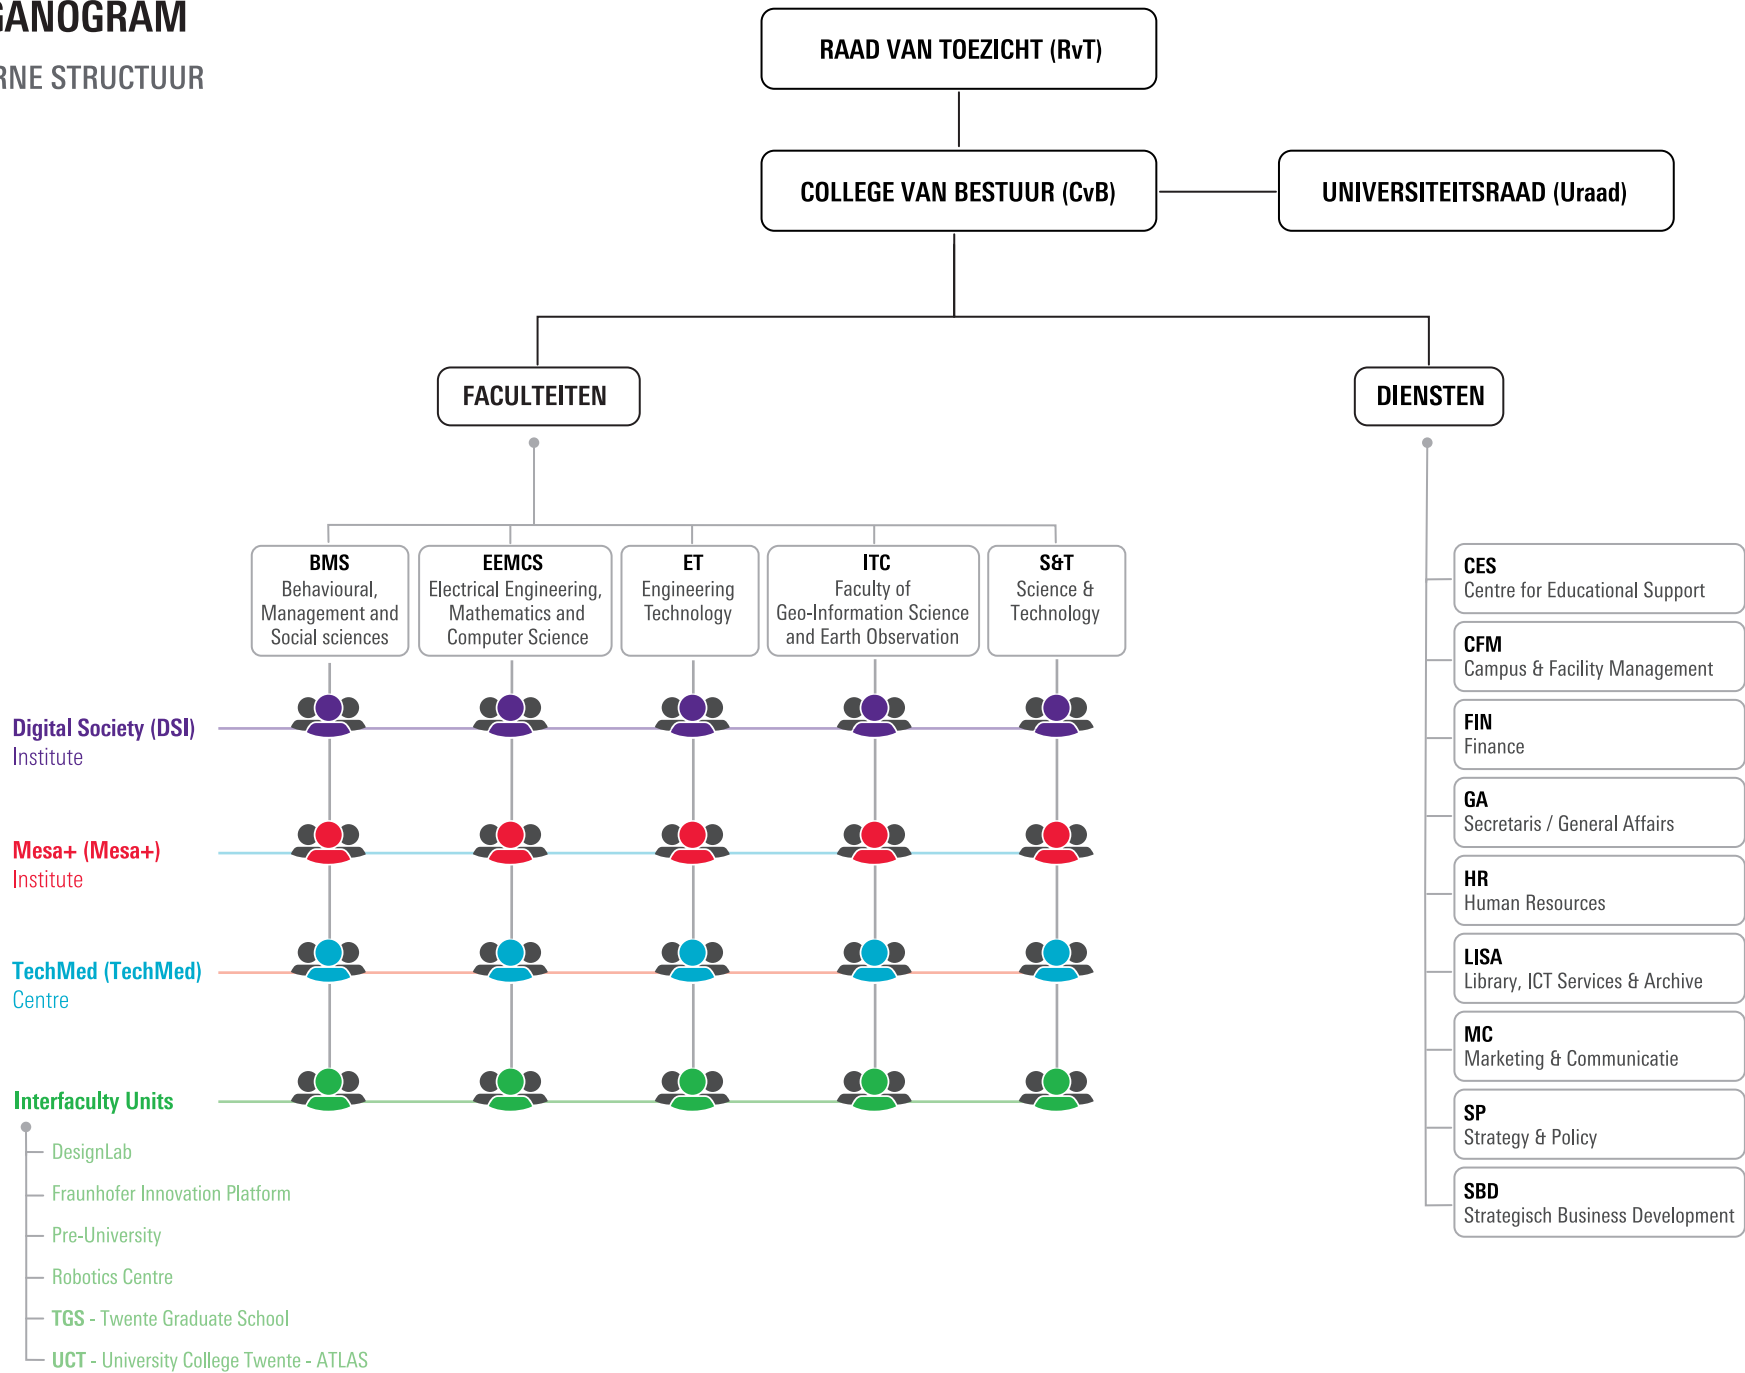 GANOGRAM
RNE STRUCTUUR
RAAD VAN TOEZICHT (RvT)
COLLEGE VAN BESTUUR (CvB)
UNIVERSITEITSRAAD (Uraad)
FACULTEITEN
DIENSTEN
BMS
Behavioural,
Management and
Social sciences
EEMCS
Electrical Engineering,
Mathematics and
Computer Science
ET
Engineering
Technology
ITC
Faculty of
Geo-Information Science
and Earth Observation
S&T
Science &
Technology
Digital Society (DSI)
Institute
Mesa+ (Mesa+)
Institute
TechMed (TechMed)
Centre
Interfaculty Units
DesignLab
Fraunhofer Innovation Platform
Pre-University
Robotics Centre
TGS - Twente Graduate School
UCT - University College Twente - ATLAS
CES
Centre for Educational Support
CFM
Campus & Facility Management
FIN
Finance
GA
Secretaris / General Affairs
HR
Human Resources
LISA
Library, ICT Services & Archive
MC
Marketing & Communicatie
SP
Strategy & Policy
SBD
Strategisch Business Development